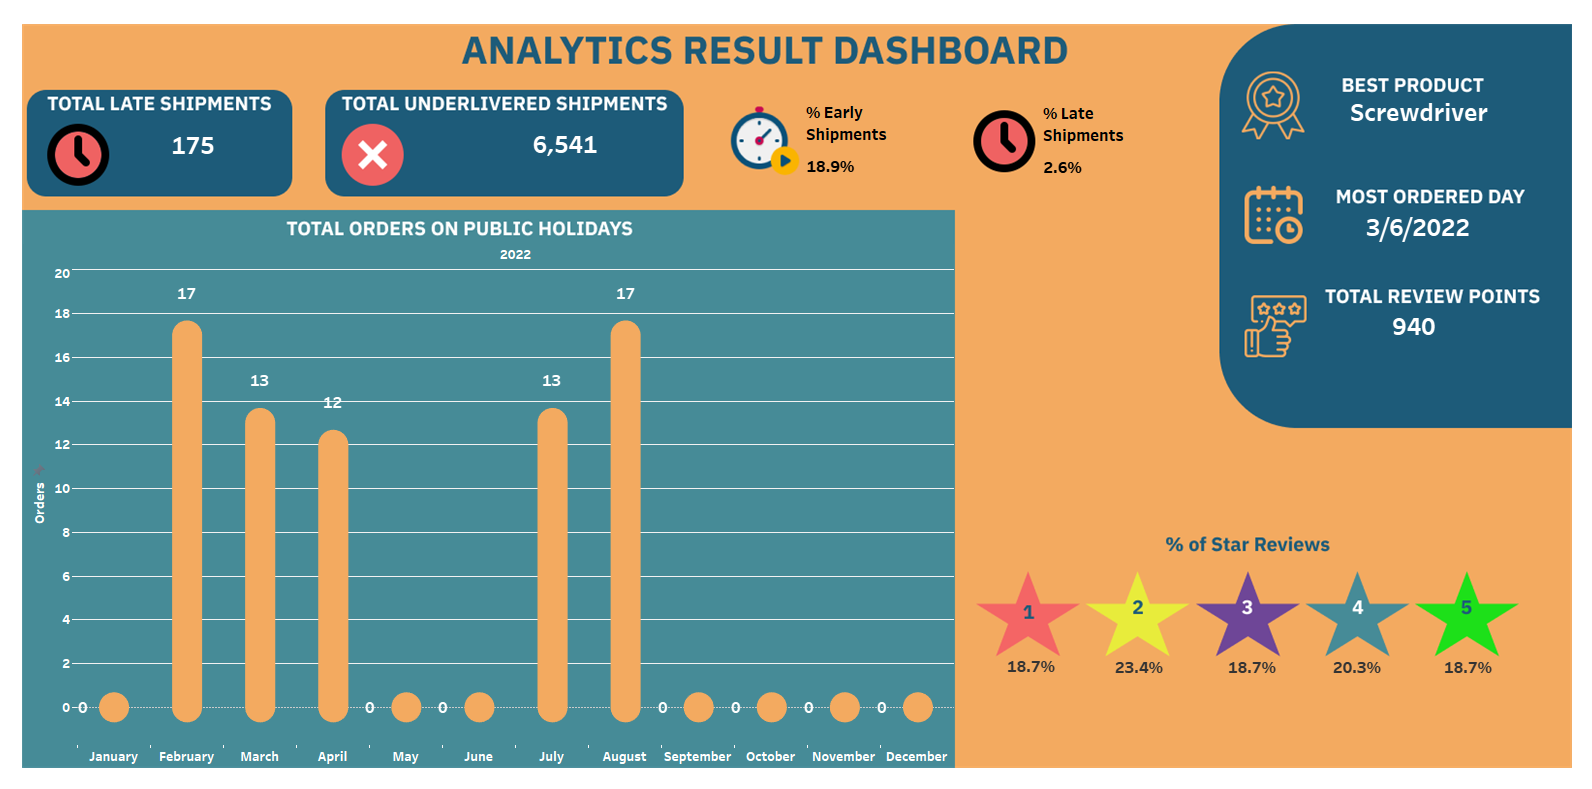 ANALYTICS RESULT DASHBOARD
TOTAL LATE SHIPMENTS
175
TOTAL UNDERLIVERED SHIPMENTS
6,541
% Early
Shipments
18.9%
% Late
Shipments
2.6%
BEST PRODUCT
Screwdriver
MOST ORDERED DAY
3/6/2022
TOTAL REVIEW POINTS
940
TOTAL ORDERS ON PUBLIC HOLIDAYS
2022
20
18
16
14
12
10
8
6
4
2
0
Orders
0
17
13
12
0
0
13
17
0
0
0
0
January
February
March
April
May
June
July
August
September
October
November
December
% of Star Reviews
1
2
3
4
5
18.7%
23.4%
18.7%
20.3%
18.7%